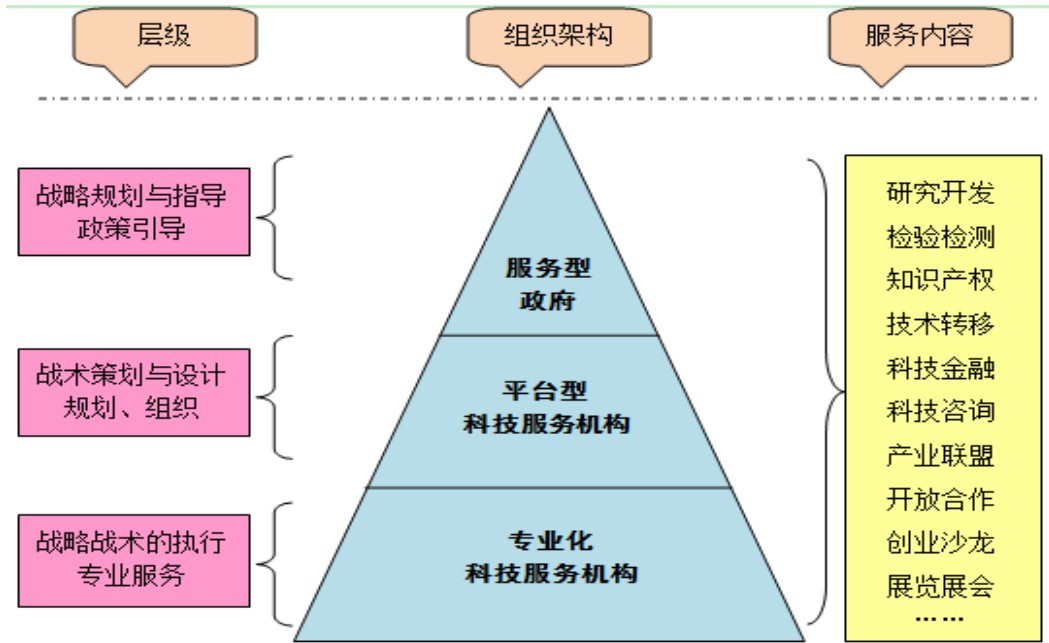 层级
组织架构
服务内容
战略规划与指导
政策引导
战术策划与设计
规划、组织
战略战术的执行
专业服务
服务型
政府
平台型
科技服务机构
专业化
科技服务机构
研究开发
检验检测
知识产权
技术转移
科技金融
科技咨询
产业联盟
开放合作
创业沙龙
展览展会
……